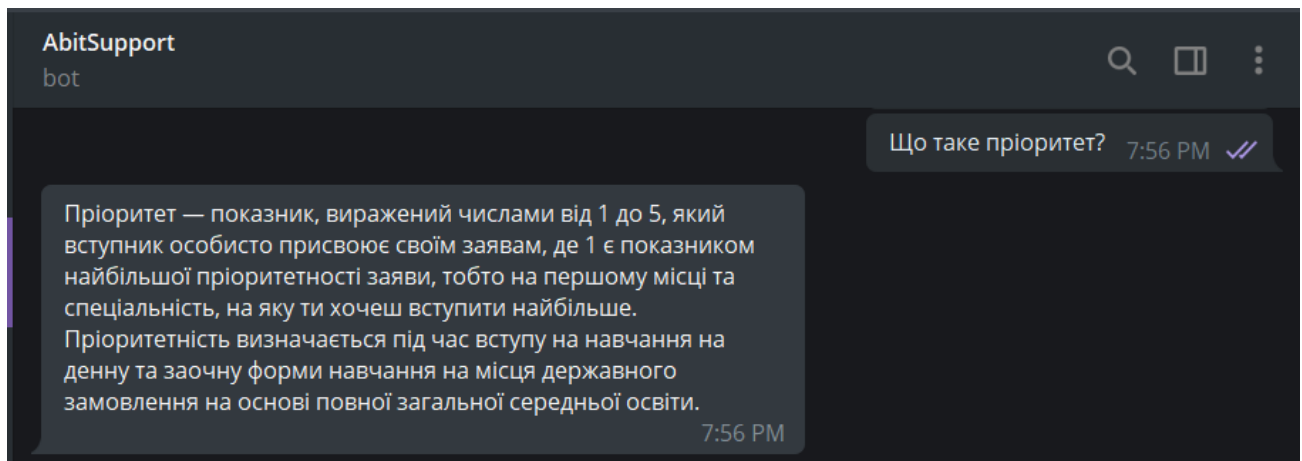 AbitSupport
bot
Що таке пріоритет? 7:56 PM
Пріоритет — показник, виражений числами від 1 до 5, який
вступник особисто присвоює своїм заявам, де 1 є показником
найбільшої пріоритетності заяви, тобто на першому місці та
спеціальність, на яку ти хочеш вступити найбільше.
Пріоритетність визначається під час вступу на навчання на
денну та заочну форми навчання на місця державного
замовлення на основі повної загальної середньої освіти.
7:56 PM